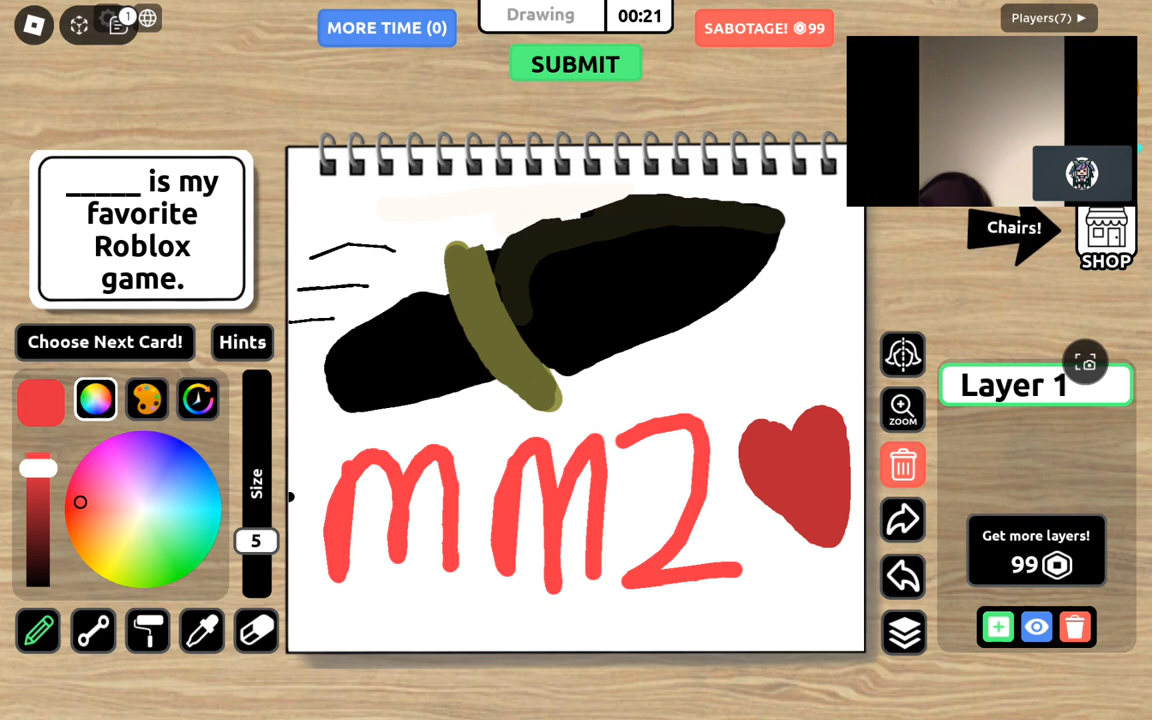 1
MORE TIME (0)
Drawing
00:21
SABOTAGE! 99
Players(7)
SUBMIT
_____ is my
favorite
Roblox
game.
Chairs!
SHOP
Choose Next Card!
Hints
ZOOM
Layer 1
Size
5
mm2
Get more layers!
99